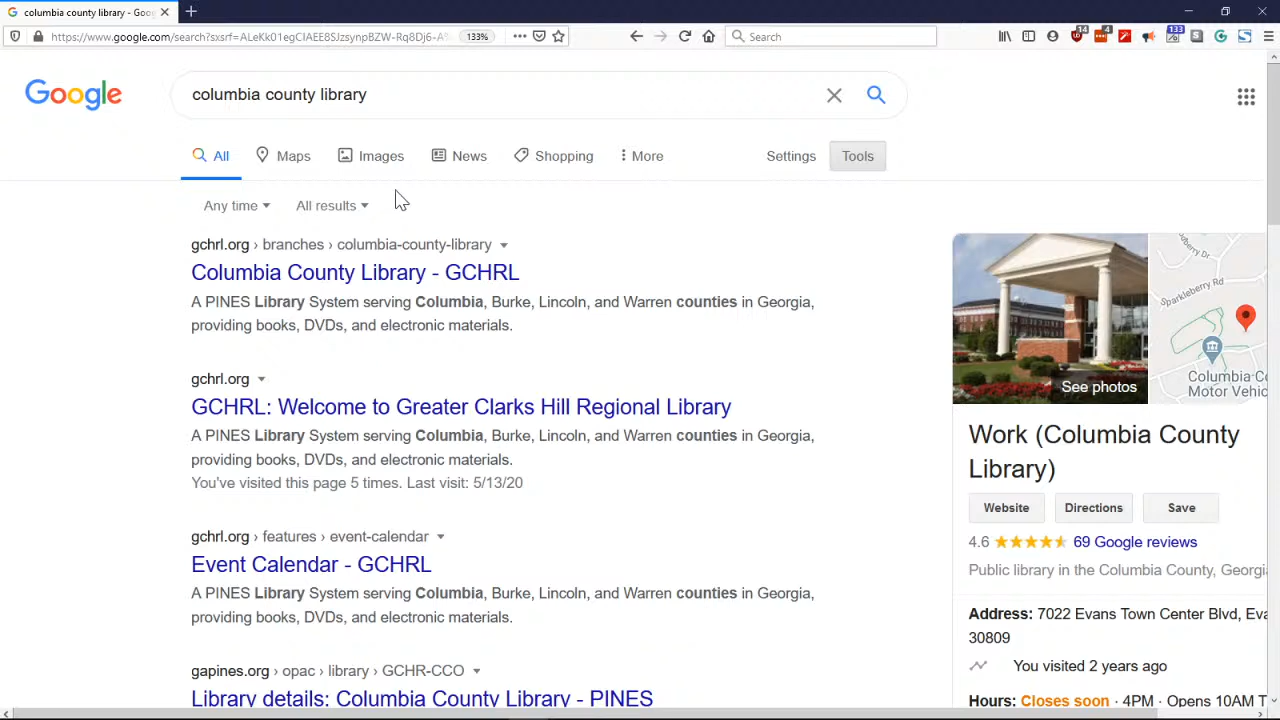 columbia county library - Goo
https://www.google.com/search?sxsrf=ALeKk01egCIAEE8SJzsynpBZW-Rq8Dj6-A
133%
Search
14
4
133
Google
columbia county library
All
Maps
Images
News
Shopping
More
Settings
Tools
Any time
All results
gchrl.org › branches › columbia-county-library
Columbia County Library - GCHRL
A PINES Library System serving Columbia, Burke, Lincoln, and Warren counties in Georgia,
providing books, DVDs, and electronic materials.
gchrl.org
GCHRL: Welcome to Greater Clarks Hill Regional Library
A PINES Library System serving Columbia, Burke, Lincoln, and Warren counties in Georgia,
providing books, DVDs, and electronic materials.
You've visited this page 5 times. Last visit: 5/13/20
gchrl.org › features › event-calendar
Event Calendar - GCHRL
A PINES Library System serving Columbia, Burke, Lincoln, and Warren counties in Georgia,
providing books, DVDs, and electronic materials.
gapines.org › opac › library › GCHR-CCO
Library details: Columbia County Library - PINES
See photos
Sparkleberry Rd
Columbia Co
Motor Vehic
Work (Columbia County
Library)
Website
Directions
Save
4.6
69 Google reviews
Public library in the Columbia County, Georgia
Address: 7022 Evans Town Center Blvd, Eva
30809
You visited 2 years ago
Hours: Closes soon · 4PM · Opens 10AM T